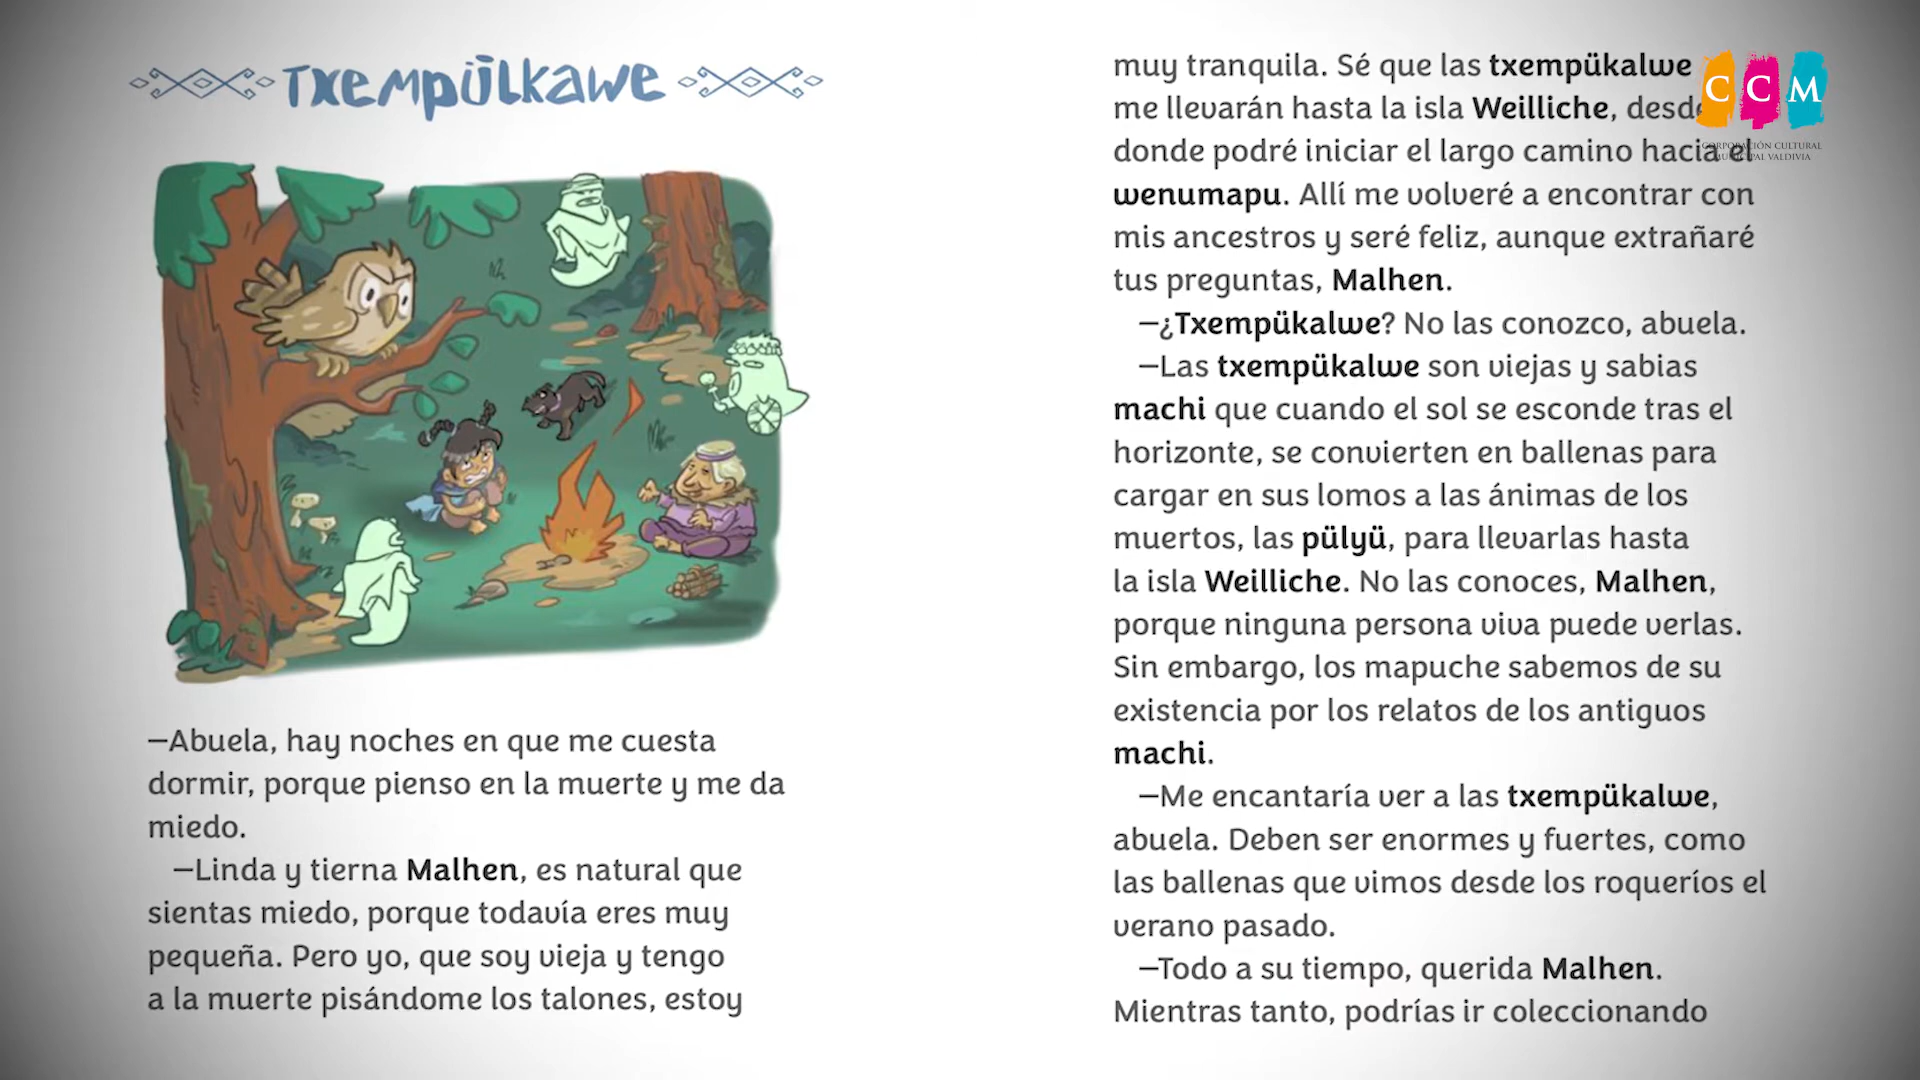 Txempülkawe
—Abuela, hay noches en que me cuesta
dormir, porque pienso en la muerte y me da
miedo.
—Linda y tierna Malhen, es natural que
sientas miedo, porque todavía eres muy
pequeña. Pero yo, que soy vieja y tengo
a la muerte pisándome los talones, estoy
muy tranquila. Sé que las txempükalwe
me llevarán hasta la isla Weilliche, desde
donde podré iniciar el largo camino hacia el
wenumapu. Allí me volveré a encontrar con
mis ancestros y seré feliz, aunque extrañaré
tus preguntas, Malhen.
—¿Txempükalwe? No las conozco, abuela.
—Las txempükalwe son viejas y sabias
machi que cuando el sol se esconde tras el
horizonte, se convierten en ballenas para
cargar en sus lomos a las ánimas de los
muertos, las pülyü, para llevarlas hasta
la isla Weilliche. No las conoces, Malhen,
porque ninguna persona viva puede verlas.
Sin embargo, los mapuche sabemos de su
existencia por los relatos de los antiguos
machi.
—Me encantaría ver a las txempükalwe,
abuela. Deben ser enormes y fuertes, como
las ballenas que vimos desde los roqueríos el
verano pasado.
—Todo a su tiempo, querida Malhen.
Mientras tanto, podrías ir coleccionando
CCM
CORPORACIÓN CULTURAL
MUNICIPAL VALDIVIA